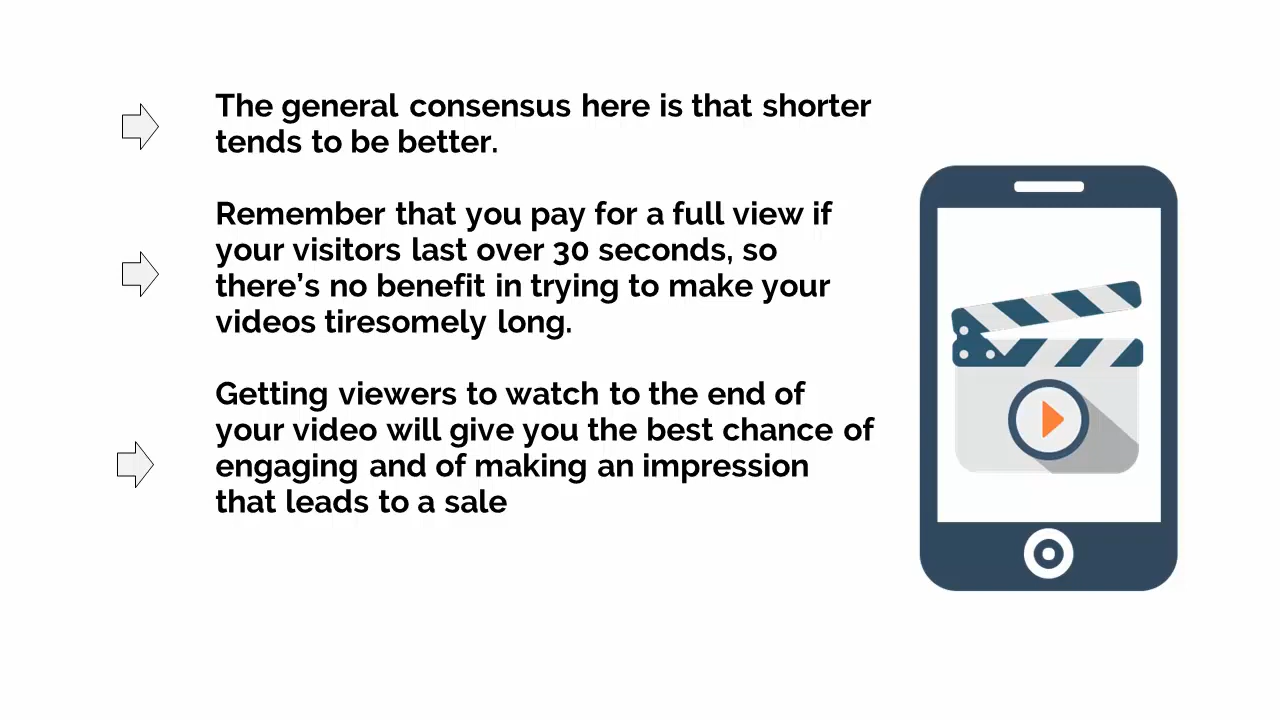 The general consensus here is that shorter
tends to be better.
Remember that you pay for a full view if
your visitors last over 30 seconds, so
there’s no benefit in trying to make your
videos tiresomely long.
Getting viewers to watch to the end of
your video will give you the best chance of
engaging and of making an impression
that leads to a sale